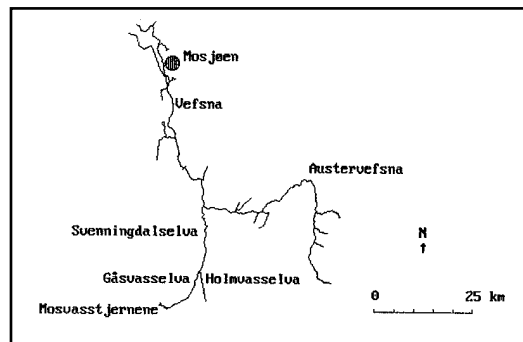 Mosjøen
Vefsna
Austervefsna
Svenningdalselva
N
Gåsvasselva
Holmvasselva
Mosvasstjernene
0 25 km